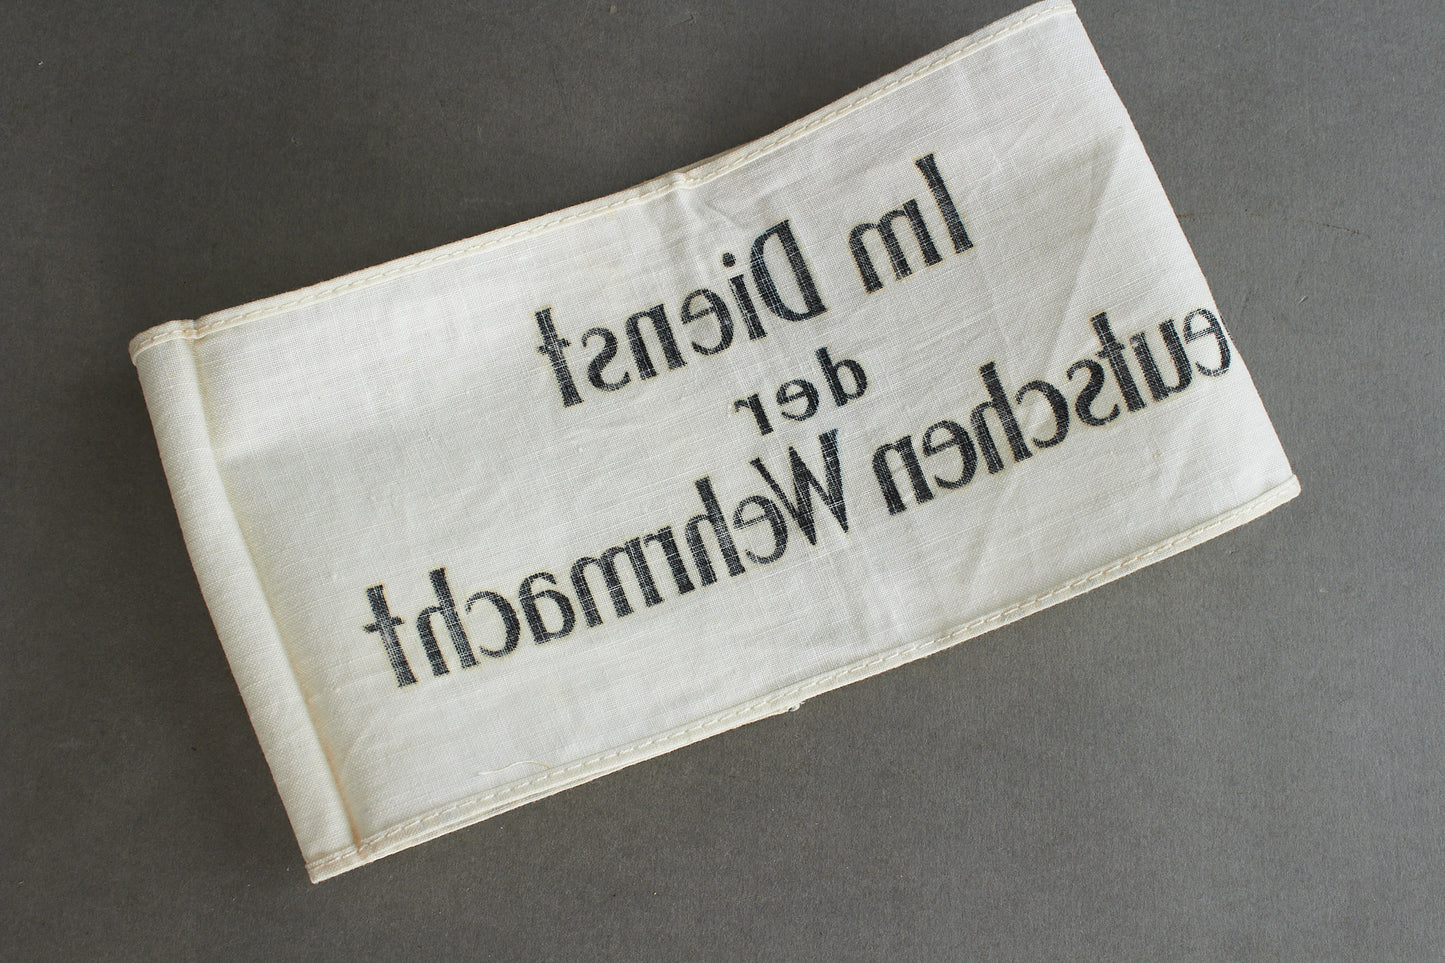 Im Dienst
der
eutschen Wehrmacht